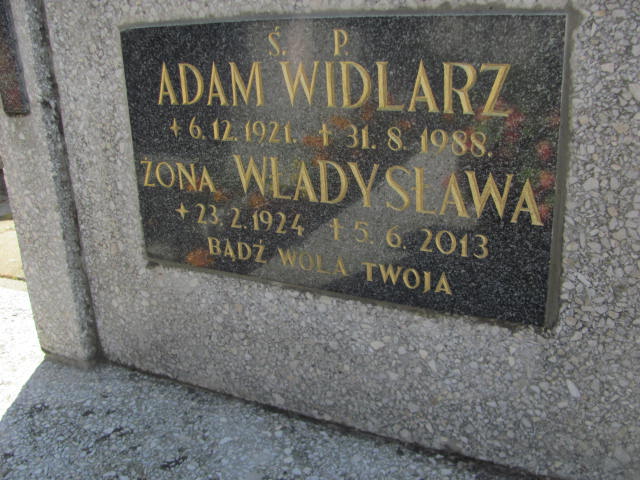 Ś. P.
ADAM WIDLARZ
+ 6.12.1921. + 31.8.1988.
ŻONA WŁADYSŁAWA
+ 23.2.1924 + 5.6.2013
BĄDŹ WOLA TWOJA